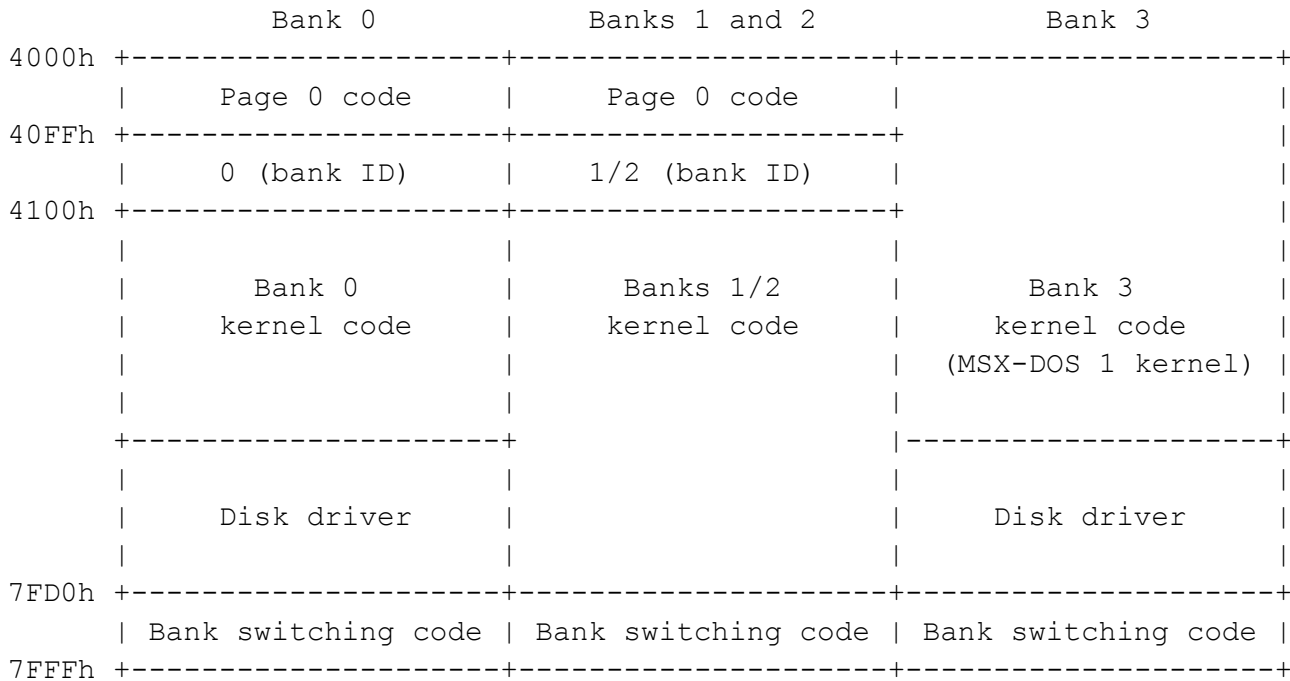 Bank 0                Banks 1 and 2              Bank 3
4000h +---------------------+---------------------+---------------------+
      |     Page 0 code     |     Page 0 code     |                     |
40FFh +---------------------+---------------------+                     |
      |    0 (bank ID)      |    1/2 (bank ID)    |                     |
4100h +---------------------+---------------------+                     |
      |                     |                     |                     |
      |       Bank 0        |      Banks 1/2      |       Bank 3        |
      |     kernel code     |     kernel code     |     kernel code     |
      |                     |                     |  (MSX-DOS 1 kernel) |
      |                     |                     |                     |
      +---------------------+                     |---------------------+
      |                     |                     |                     |
      |     Disk driver     |                     |     Disk driver     |
      |                     |                     |                     |
7FD0h +---------------------+---------------------+---------------------+
      | Bank switching code | Bank switching code | Bank switching code |
7FFFh +---------------------+---------------------+---------------------+